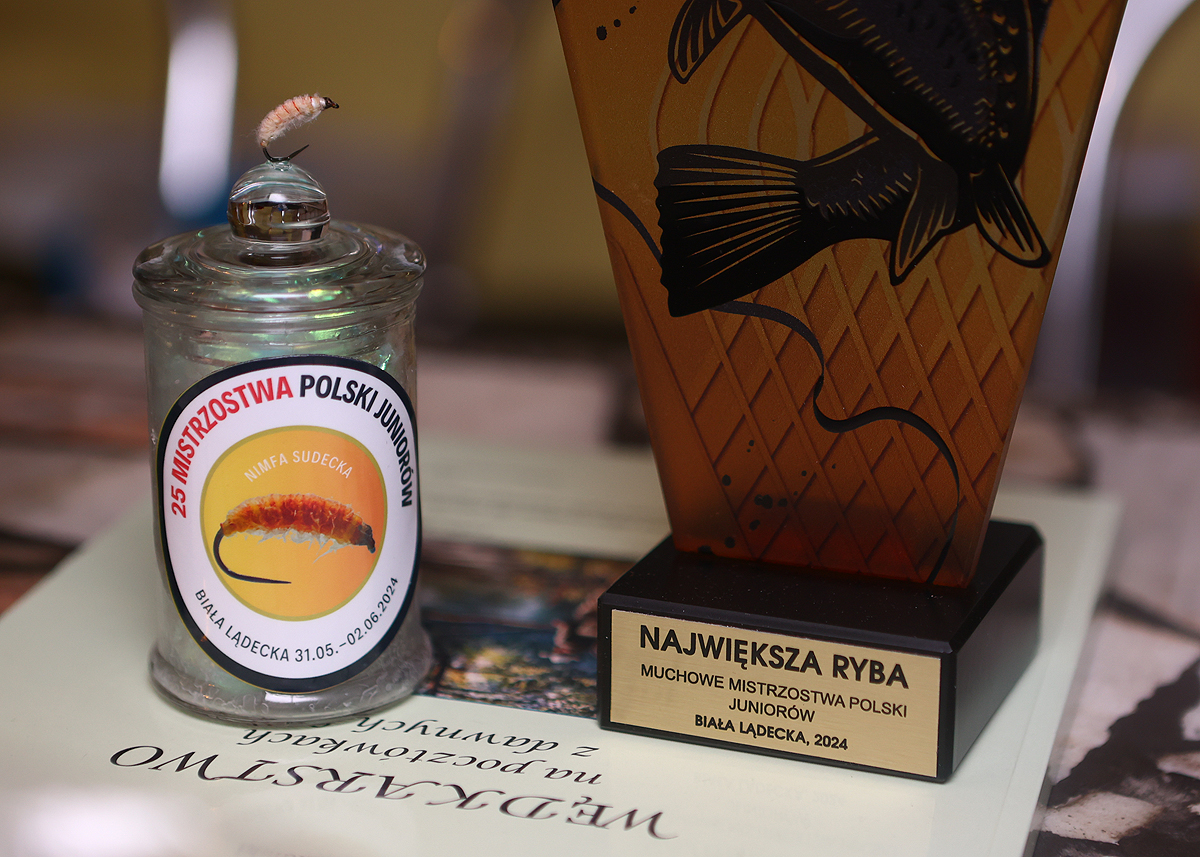 25 MISTRZOSTWA POLSKI JUNIORÓW
NIMFA SUDECKA
BIAŁA LĄDECKA 31.05.–02.06.2024
NAJWIĘKSZA RYBA
MUCHOWE MISTRZOSTWA POLSKI
JUNIORÓW
BIAŁA LĄDECKA, 2024
WĘDKARSTWO
na pocztówkach
z dawnych